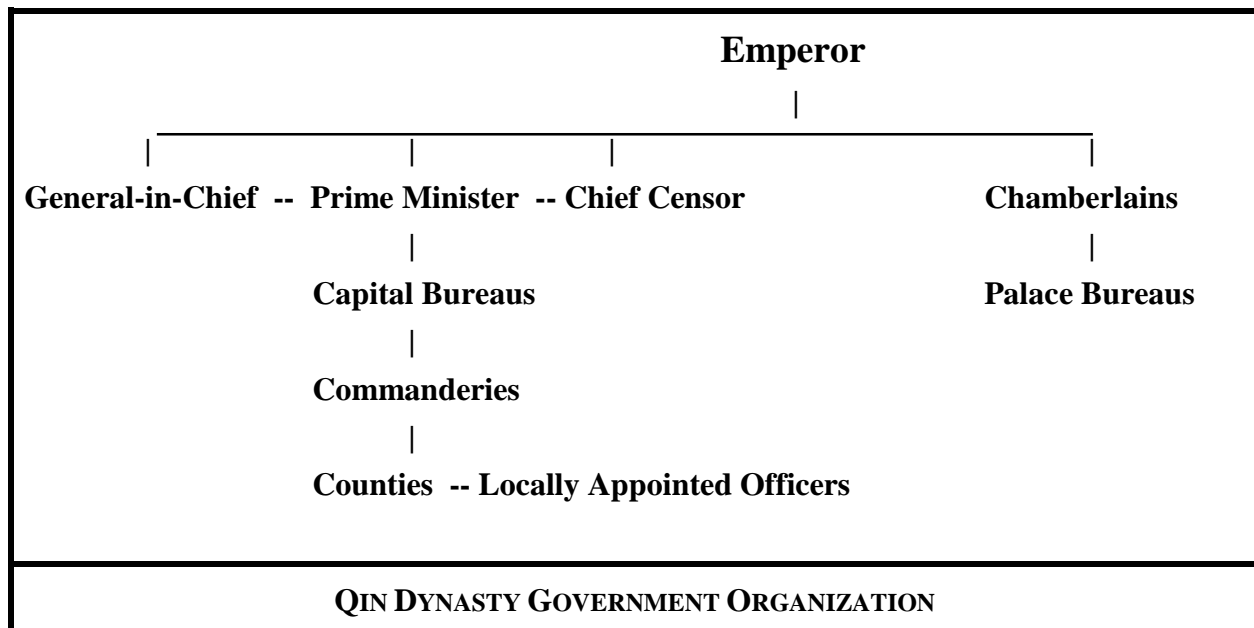 Emperor
General-in-Chief -- Prime Minister -- Chief Censor Chamberlains
Capital Bureaus Palace Bureaus
Commanderies
Counties -- Locally Appointed Officers
QIN DYNASTY GOVERNMENT ORGANIZATION